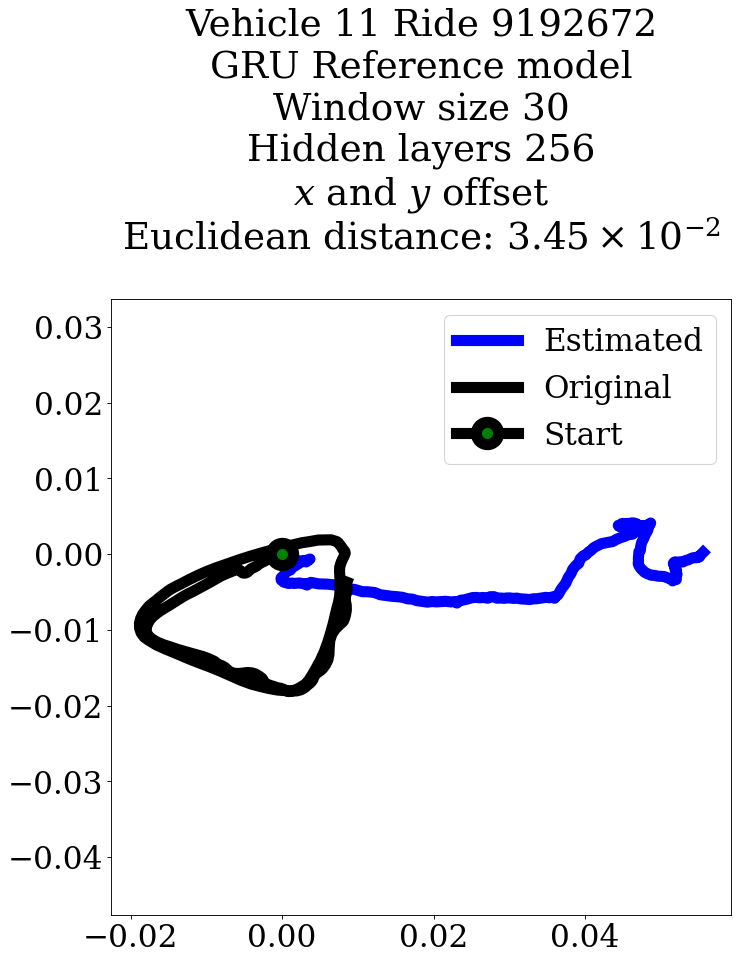 Vehicle 11 Ride 9192672
GRU Reference model
Window size 30
Hidden layers 256
x and y offset
Euclidean distance: 3.45 × 10⁻²
Estimated
Original
Start
0.03
0.02
0.01
0.00
−0.01
−0.02
−0.03
−0.04
−0.02 0.00 0.02 0.04